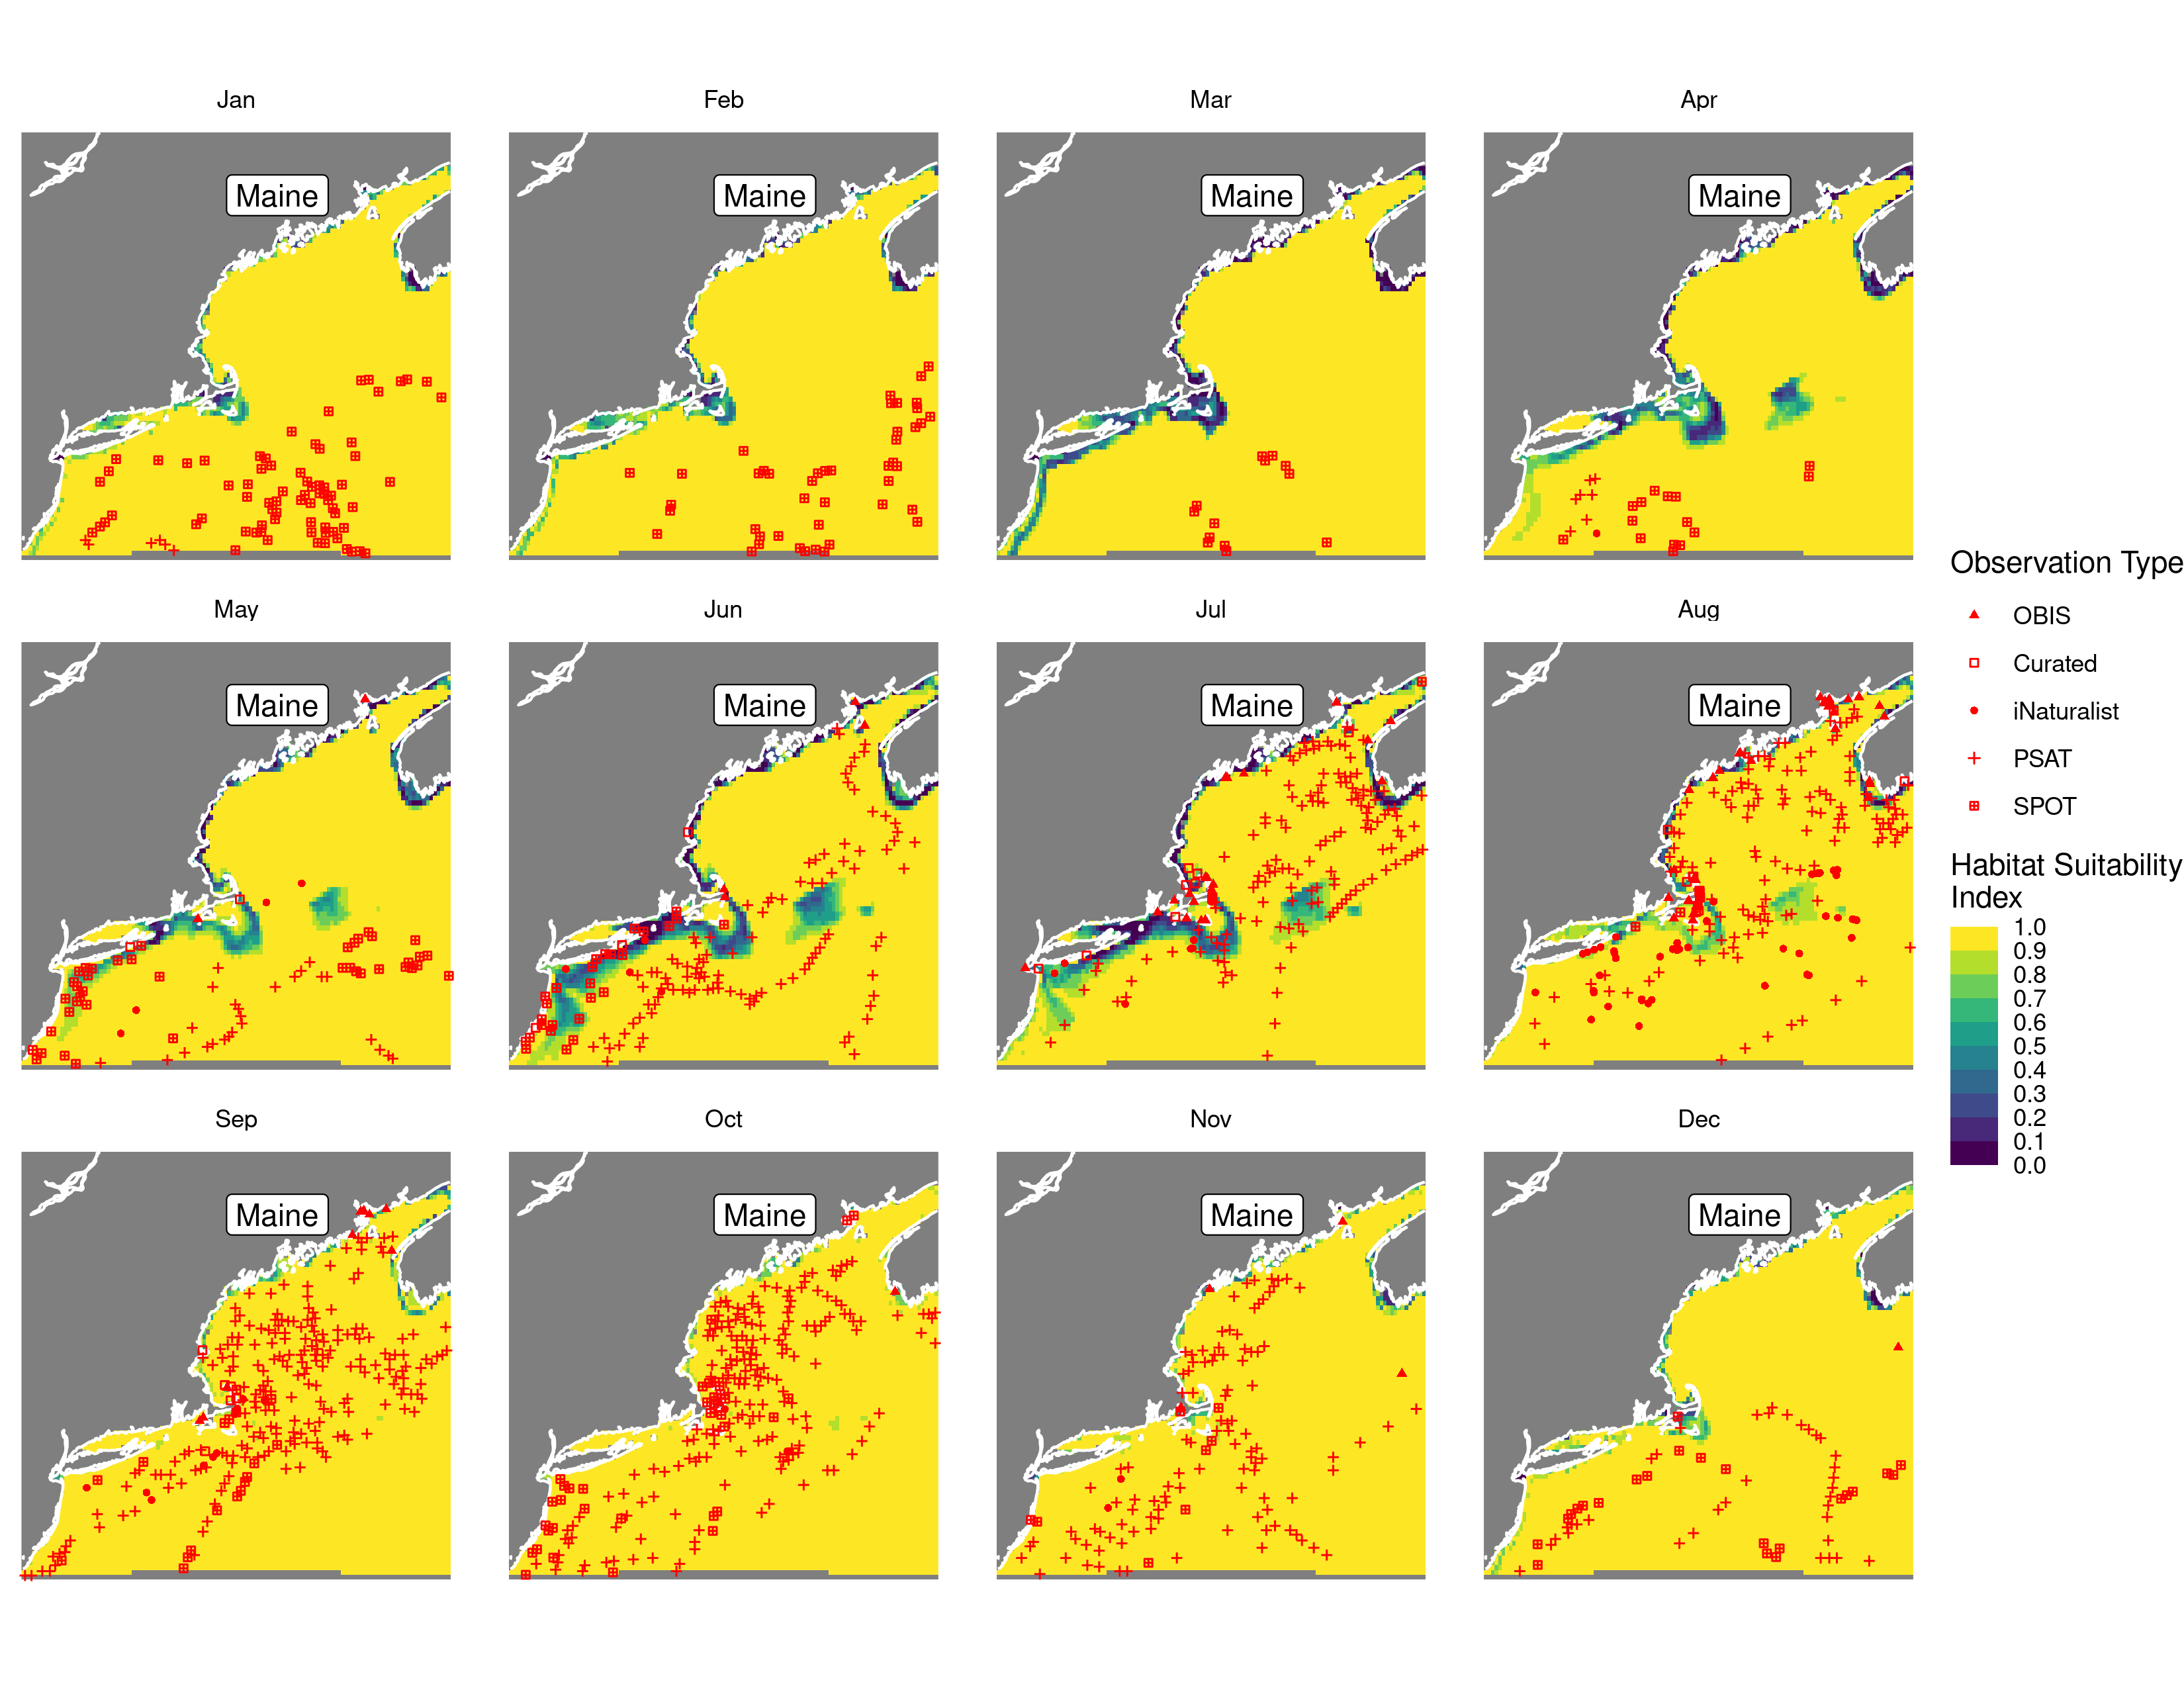 Jan
Feb
Mar
Apr
Maine
Maine
Maine
Maine
May
Jun
Jul
Aug
Maine
Maine
Maine
Maine
Sep
Oct
Nov
Dec
Maine
Maine
Maine
Maine
Observation Type
OBIS
Curated
iNaturalist
PSAT
SPOT
Habitat Suitability
Index
1.0
0.9
0.8
0.7
0.6
0.5
0.4
0.3
0.2
0.1
0.0